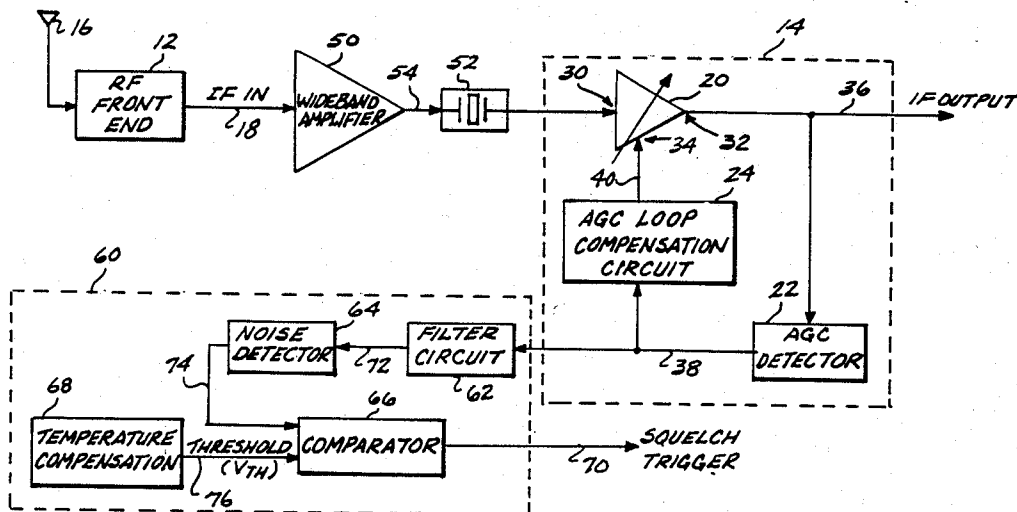 16
12
RF
FRONT
END
IF IN
18
50
WIDEBAND
AMPLIFIER
54
52
14
30
20
32
34
36
IF OUTPUT
40
24
AGC LOOP
COMPENSATION
CIRCUIT
22
AGC
DETECTOR
38
60
64
NOISE
DETECTOR
72
FILTER
CIRCUIT
62
74
68
TEMPERATURE
COMPENSATION
THRESHOLD
(VTH)
76
66
COMPARATOR
70
SQUELCH
TRIGGER